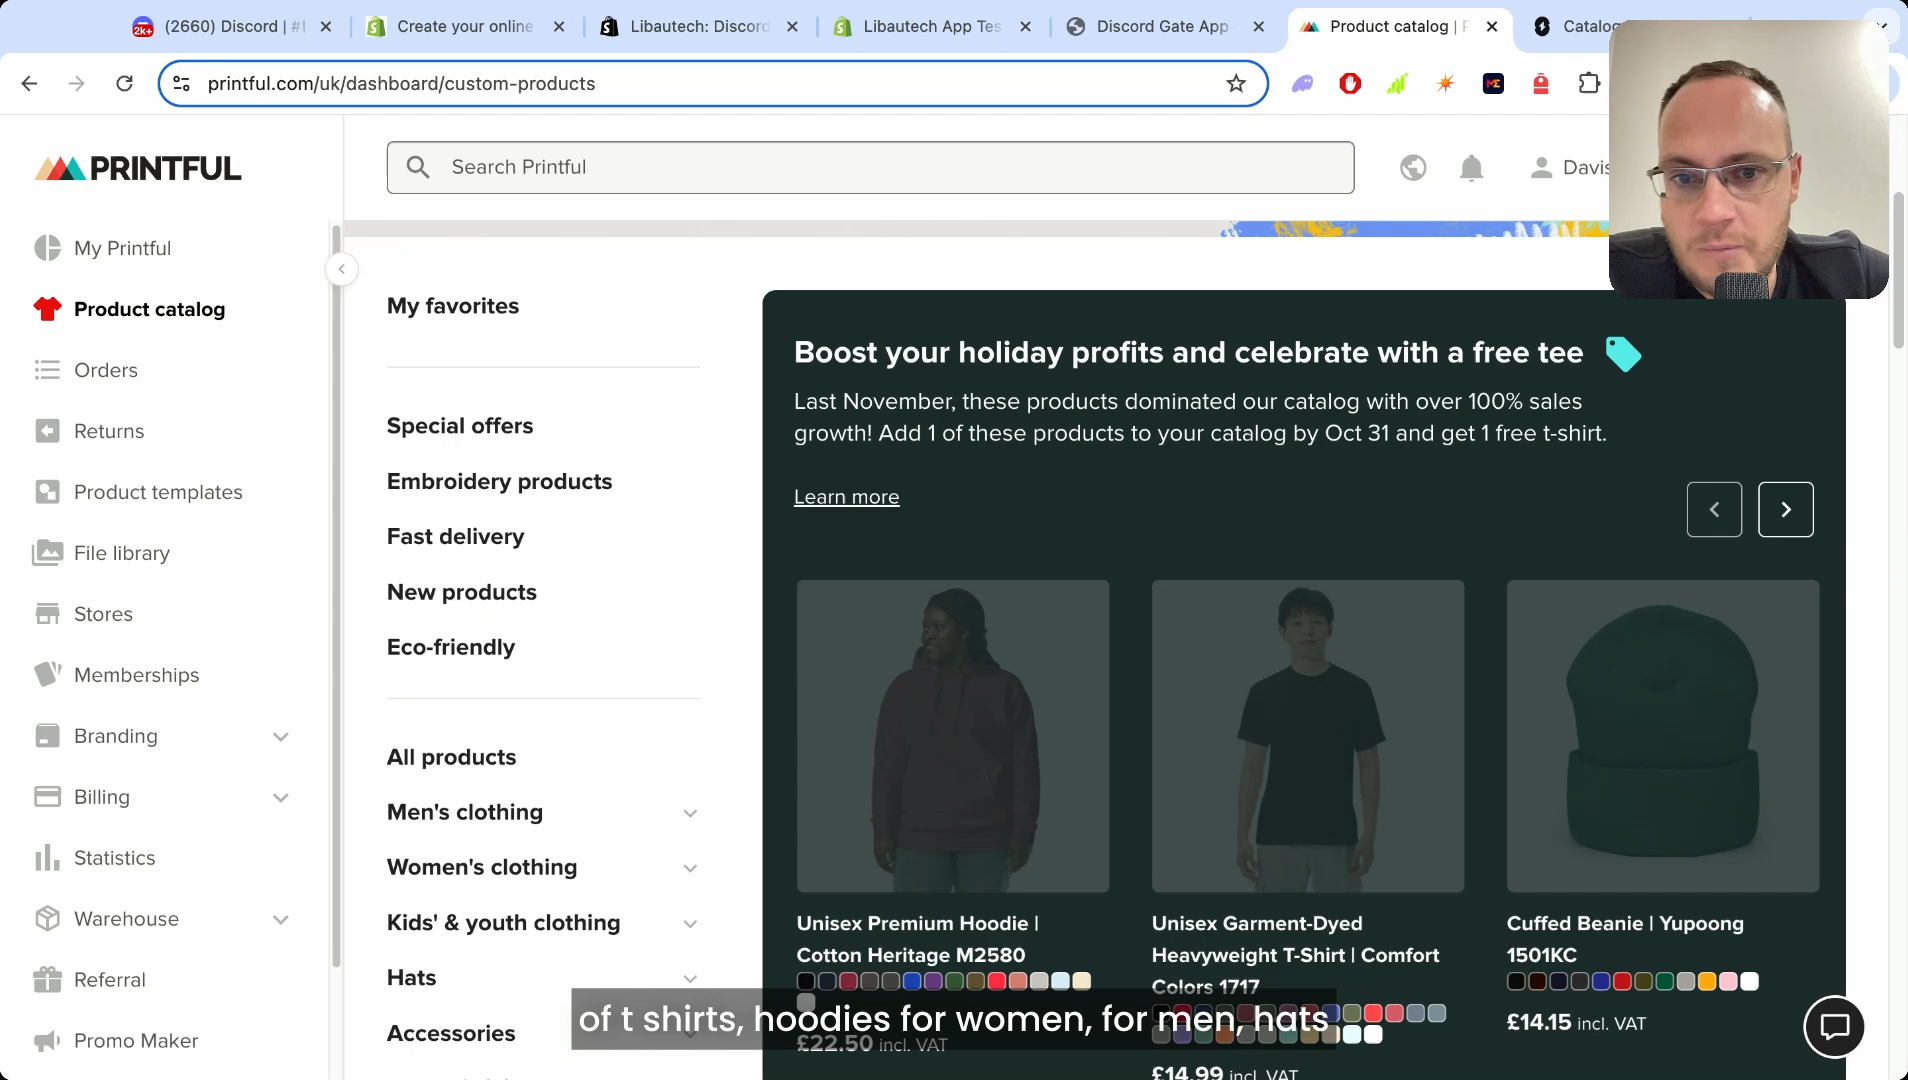 2K+ (2660) Discord | #
Create your online
Libautech: Discord
Libautech App Tes
Discord Gate App -
Product catalog | P
Catalog
printful.com/uk/dashboard/custom-products
PRINTFUL
Search Printful
Davis
My Printful
Product catalog
Orders
Returns
Product templates
File library
Stores
Memberships
Branding
Billing
Statistics
Warehouse
Referral
Promo Maker
My favorites
Special offers
Embroidery products
Fast delivery
New products
Eco-friendly
All products
Men's clothing
Women's clothing
Kids' & youth clothing
Hats
Accessories
Boost your holiday profits and celebrate with a free tee
Last November, these products dominated our catalog with over 100% sales
growth! Add 1 of these products to your catalog by Oct 31 and get 1 free t-shirt.
Learn more
Unisex Premium Hoodie |
Cotton Heritage M2580
£22.50 incl. VAT
Unisex Garment-Dyed
Heavyweight T-Shirt | Comfort
Colors 1717
£14.99 incl. VAT
Cuffed Beanie | Yupoong
1501KC
£14.15 incl. VAT
of t shirts, hoodies for women, for men, hats